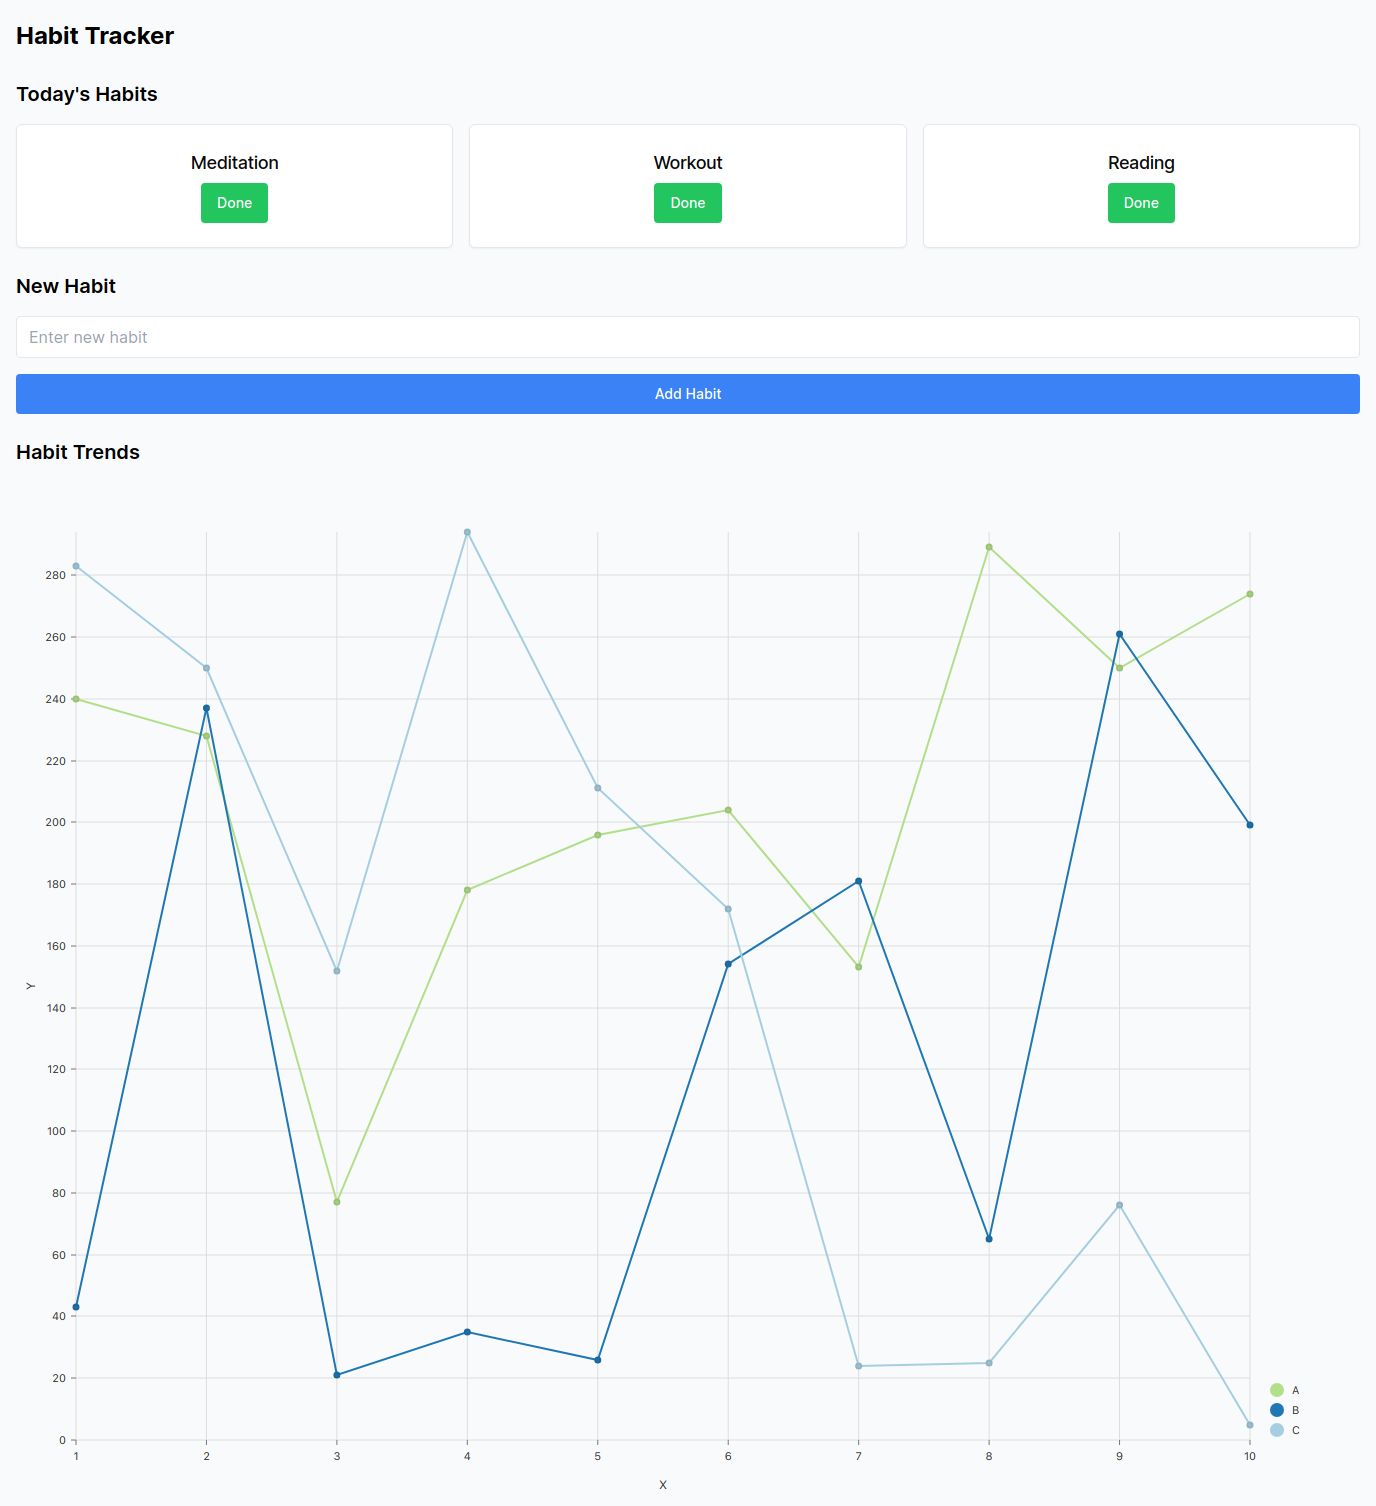 Habit Tracker
Today's Habits
Meditation
Done
Workout
Done
Reading
Done
New Habit
Enter new habit
Add Habit
Habit Trends
280
260
240
220
200
180
160
140
120
100
80
60
40
20
0
Y
1 2 3 4 5 6 7 8 9 10
X
A
B
C